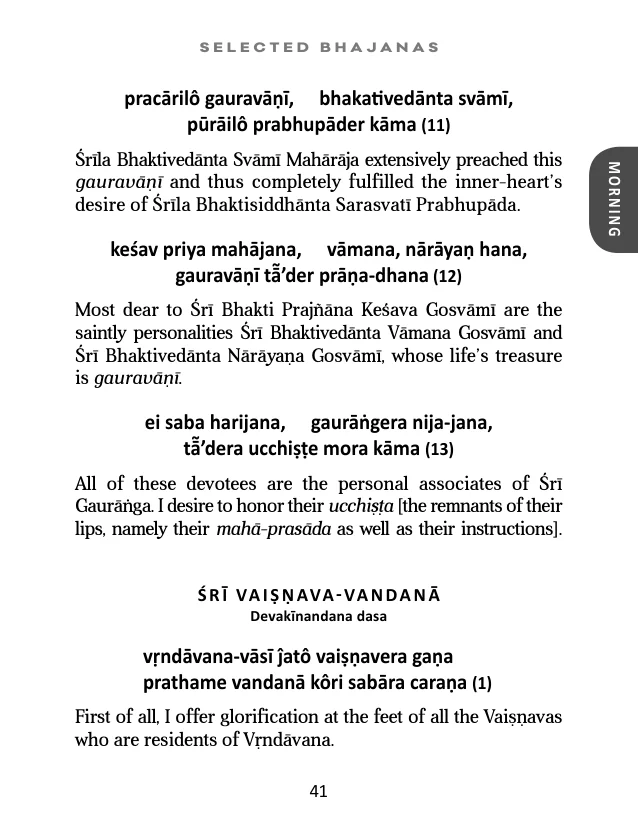 SELECTED BHAJANAS
pracārilô gauravāṇī, bhakativedānta svāmī,
pūrāilô prabhupāder kāma (11)
Śrīla Bhaktivedānta Svāmī Mahārāja extensively preached this
gauravāṇī and thus completely fulfilled the inner-heart’s
desire of Śrīla Bhaktisiddhānta Sarasvatī Prabhupāda.
MORNING
keśav priya mahājana, vāmana, nārāyaṇ hana,
gauravāṇī tā̃’der prāṇa-dhana (12)
Most dear to Śrī Bhakti Prajñāna Keśava Gosvāmī are the
saintly personalities Śrī Bhaktivedānta Vāmana Gosvāmī and
Śrī Bhaktivedānta Nārāyaṇa Gosvāmī, whose life’s treasure
is gauravāṇī.
ei saba harijana, gaurāṅgera nija-jana,
tā̃’dera ucchiṣṭe mora kāma (13)
All of these devotees are the personal associates of Śrī
Gaurāṅga. I desire to honor their ucchiṣṭa [the remnants of their
lips, namely their mahā-prasāda as well as their instructions].
ŚRĪ VAIṢṆAVA-VANDANĀ
Devakīnandana dasa
vṛndāvana-vāsī ĵatô vaiṣṇavera gaṇa
prathame vandanā kôri sabāra caraṇa (1)
First of all, I offer glorification at the feet of all the Vaiṣṇavas
who are residents of Vṛndāvana.
41